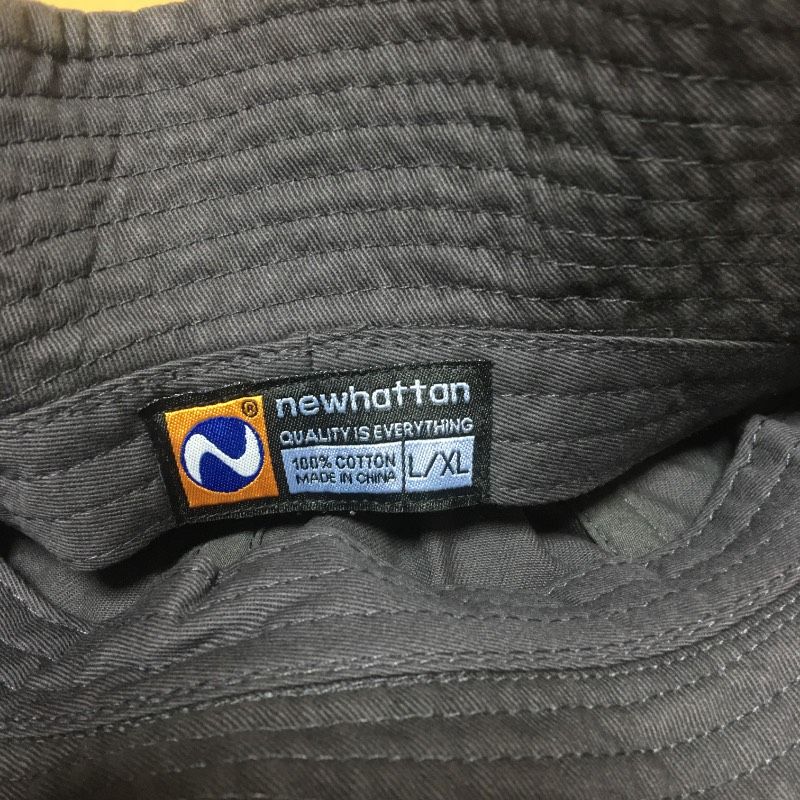 ®
newhattan
QUALITY IS EVERYTHING
100% COTTON
MADE IN CHINA
L/XL